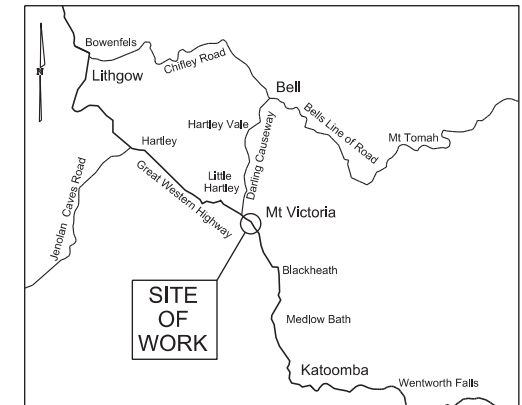 Bowenfels
Chifley Road
Lithgow
N
Bell
Hartley Vale
Bells Line of Road
Mt Tomah
Hartley
Darling Causeway
Little
Hartley
Great Western Highway
Jenolan Caves Road
Mt Victoria
Blackheath
SITE
OF
WORK
Medlow Bath
Katoomba
Wentworth Falls